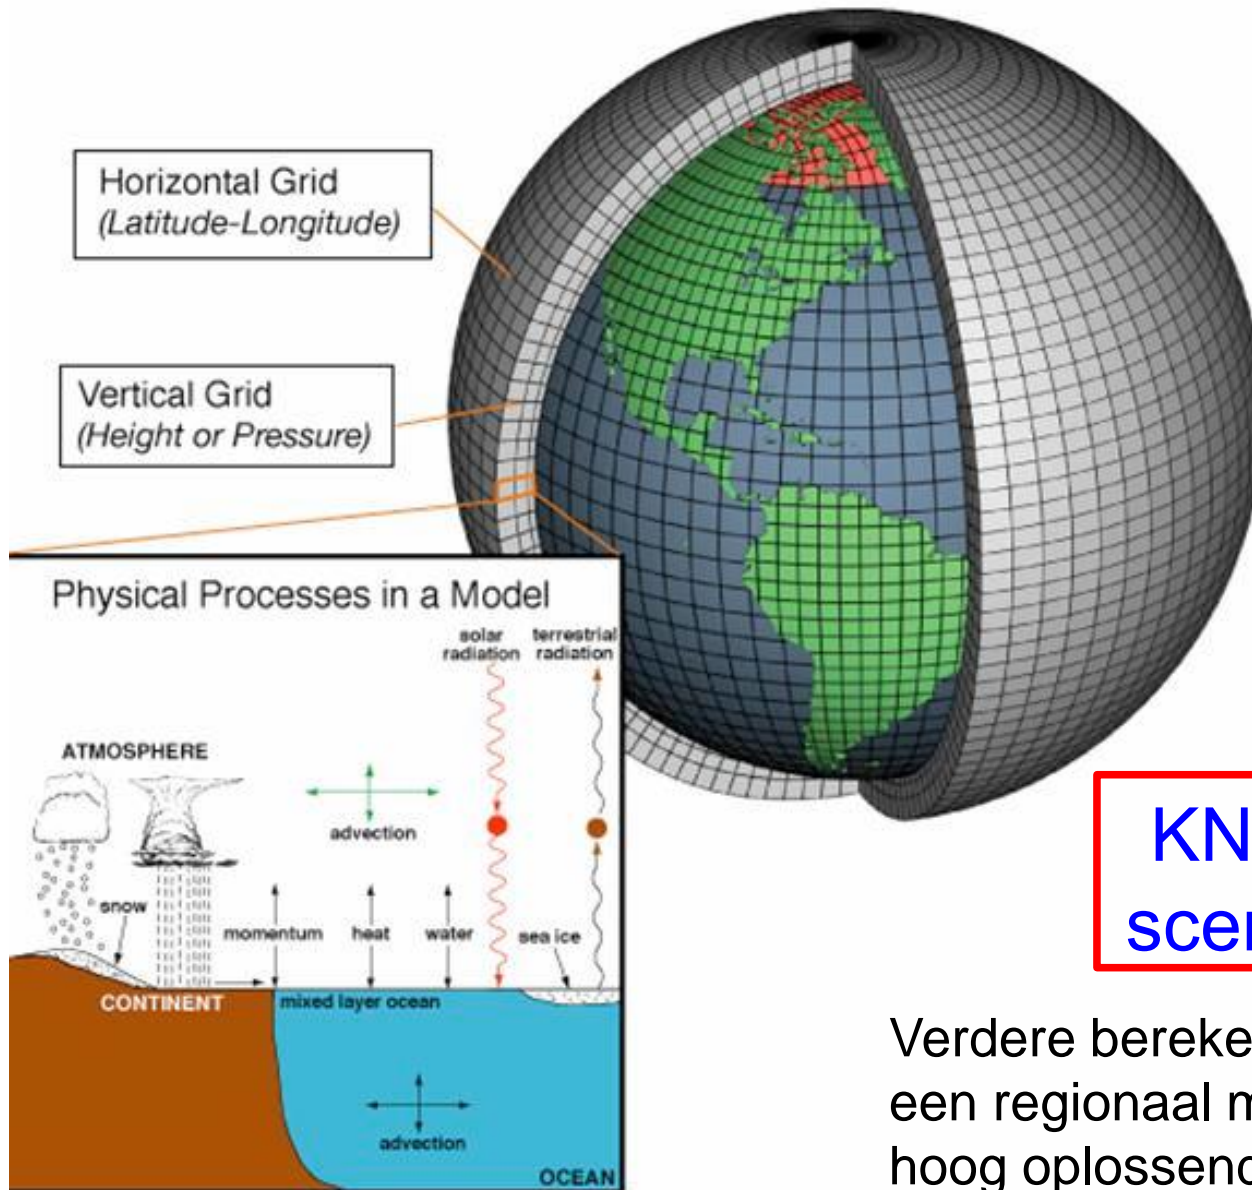 Horizontal Grid
(Latitude-Longitude)
Vertical Grid
(Height or Pressure)
Physical Processes in a Model
solar
radiation
terrestrial
radiation
ATMOSPHERE
advection
snow
momentum
heat
water
sea ice
CONTINENT
mixed layer ocean
advection
OCEAN
KN
scer
Verdere bereke
een regionaal m
hoog oplossend